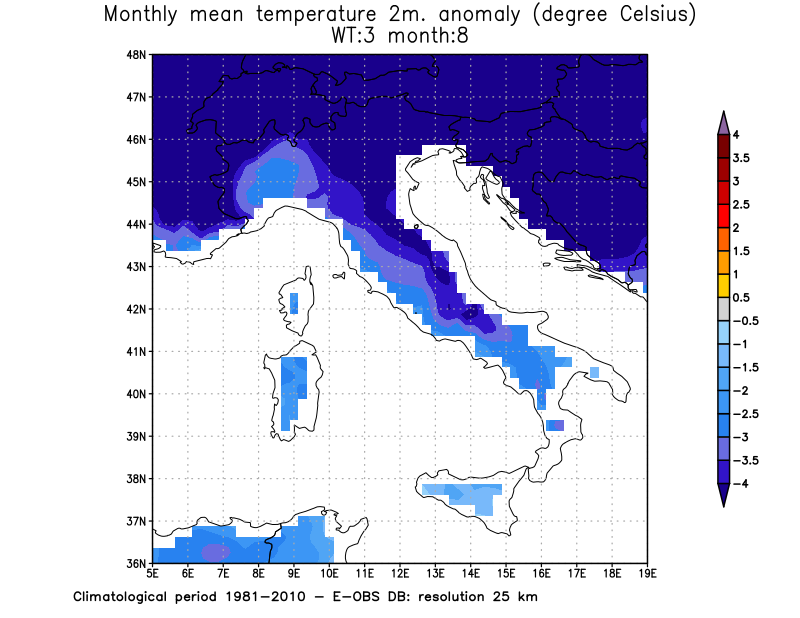 Monthly mean temperature 2m. anomaly (degree Celsius)
WT:3 month:8
48N
47N
46N
45N
44N
43N
42N
41N
40N
39N
38N
37N
36N
5E 6E 7E 8E 9E 10E 11E 12E 13E 14E 15E 16E 17E 18E 19E
4
3.5
3
2.5
2
1.5
1
0.5
−0.5
−1
−1.5
−2
−2.5
−3
−3.5
−4
Climatological period 1981−2010 − E−OBS DB: resolution 25 km